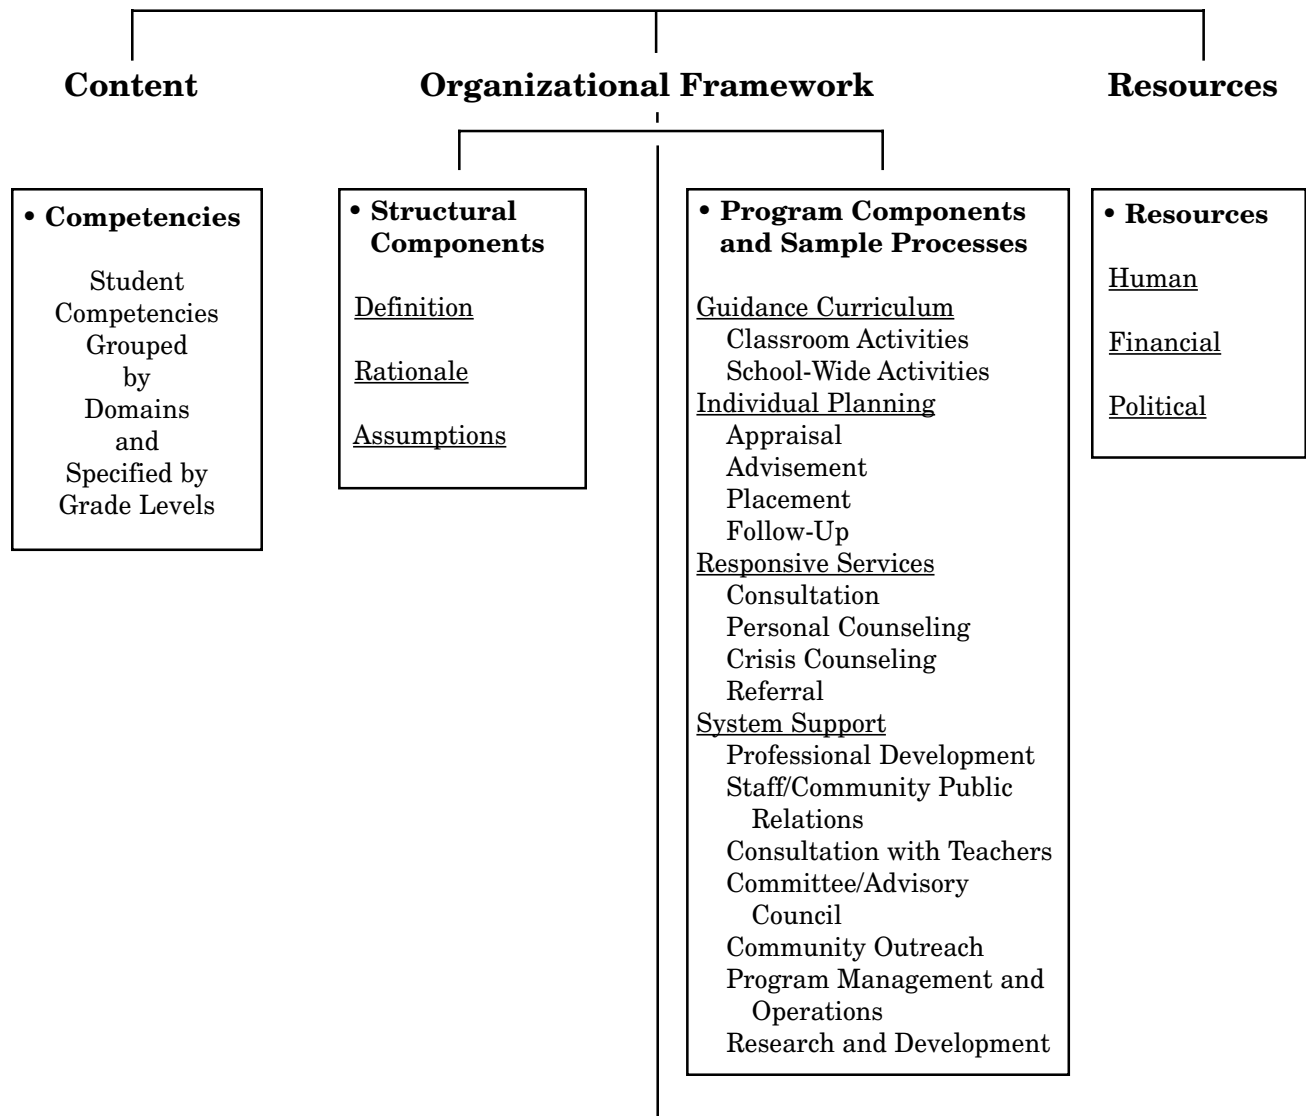 Content
Organizational Framework
Resources
• Competencies
Student
Competencies
Grouped
by
Domains
and
Specified by
Grade Levels
• Structural
Components
Definition
Rationale
Assumptions
• Program Components
and Sample Processes
Guidance Curriculum
Classroom Activities
School-Wide Activities
Individual Planning
Appraisal
Advisement
Placement
Follow-Up
Responsive Services
Consultation
Personal Counseling
Crisis Counseling
Referral
System Support
Professional Development
Staff/Community Public
Relations
Consultation with Teachers
Committee/Advisory
Council
Community Outreach
Program Management and
Operations
Research and Development
• Resources
Human
Financial
Political